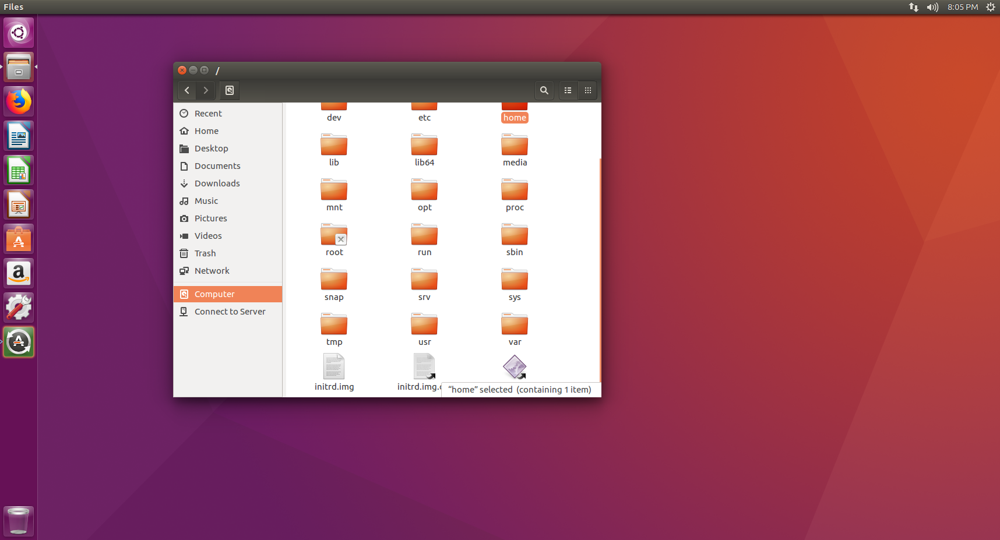 Files
8:05 PM
/
Recent
Home
Desktop
Documents
Downloads
Music
Pictures
Videos
Trash
Network
Computer
Connect to Server
dev etc home
lib lib64 media
mnt opt proc
root run sbin
snap srv sys
tmp usr var
initrd.img initrd.img.
“home” selected (containing 1 item)